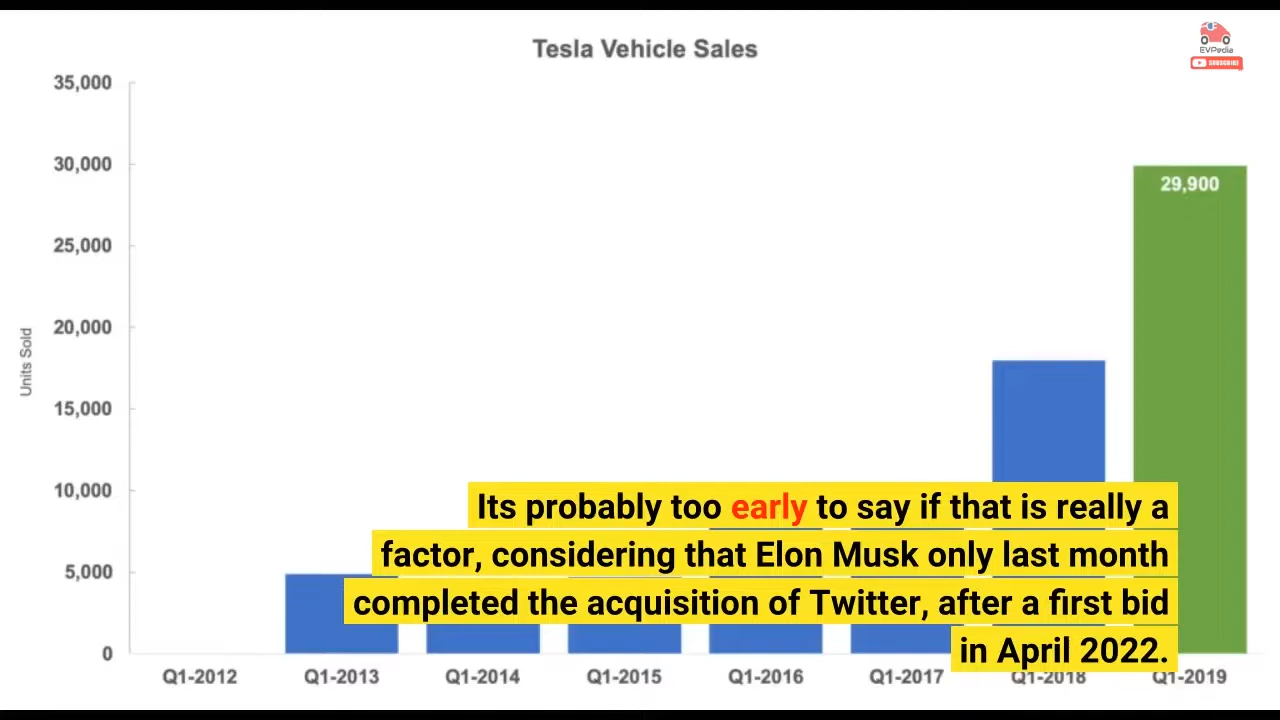 Tesla Vehicle Sales
EVPedia
SUBSCRIBE
35,000
30,000
25,000
20,000
15,000
10,000
5,000
0
Units Sold
29,900
Its probably too early to say if that is really a
factor, considering that Elon Musk only last month
completed the acquisition of Twitter, after a first bid
in April 2022.
Q1-2012 Q1-2013 Q1-2014 Q1-2015 Q1-2016 Q1-2017 Q1-2018 Q1-2019